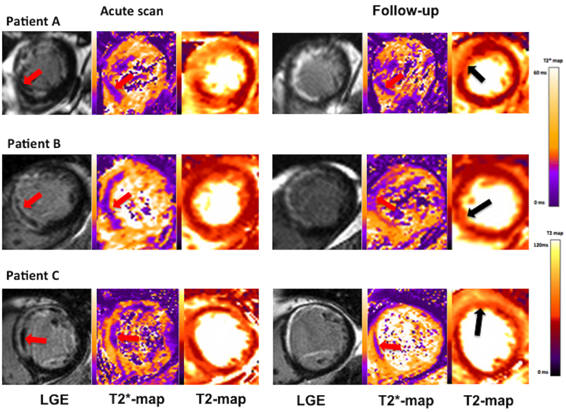 Acute scan
Follow-up
Patient A
T2* map
60 ms
Patient B
0 ms
T2 map
120ms
Patient C
0 ms
LGE
T2*-map
T2-map
LGE
T2*-map
T2-map